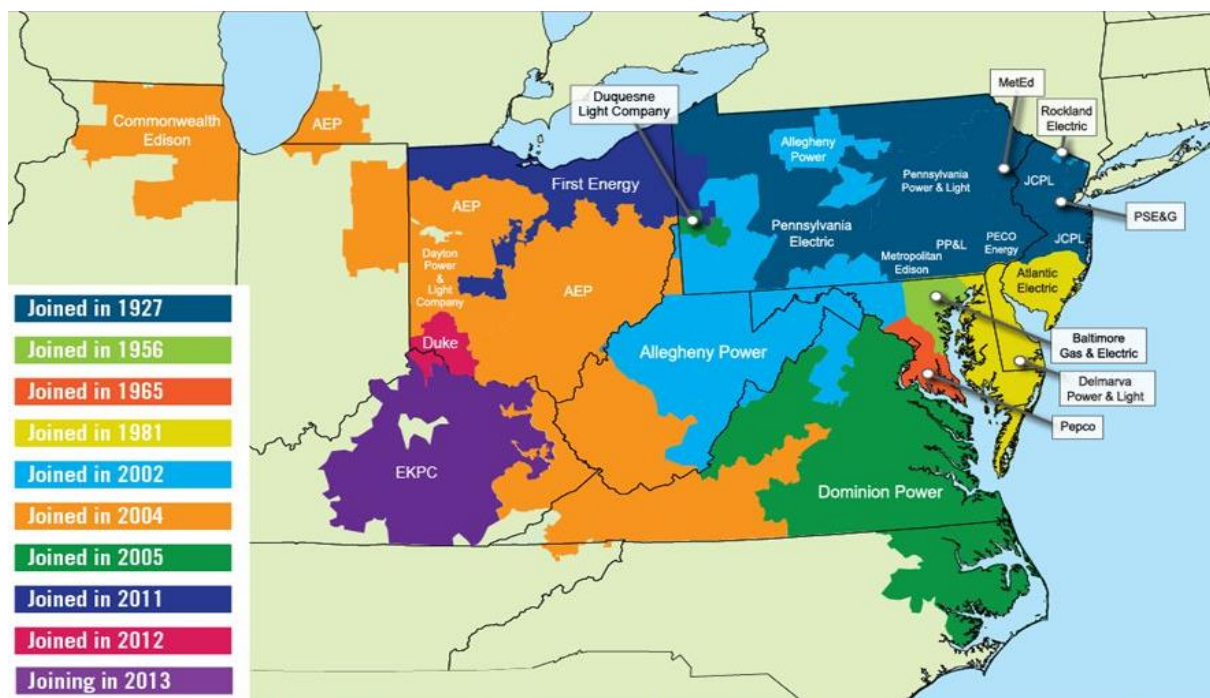 MetEd
Duquesne
Light Company
Rockland
Electric
Commonwealth
Edison
AEP
Allegheny
Power
Pennsylvania
Power & Light
JCPL
First Energy
AEP
PSE&G
Pennsylvania
Electric
PP&L
PECO
Energy
JCPL
Metropolitan
Edison
Dayton
Power
&
Light
Company
AEP
Atlantic
Electric
Duke
Allegheny Power
Baltimore
Gas & Electric
Delmarva
Power & Light
Pepco
EKPC
Dominion Power
Joined in 1927
Joined in 1956
Joined in 1965
Joined in 1981
Joined in 2002
Joined in 2004
Joined in 2005
Joined in 2011
Joined in 2012
Joining in 2013